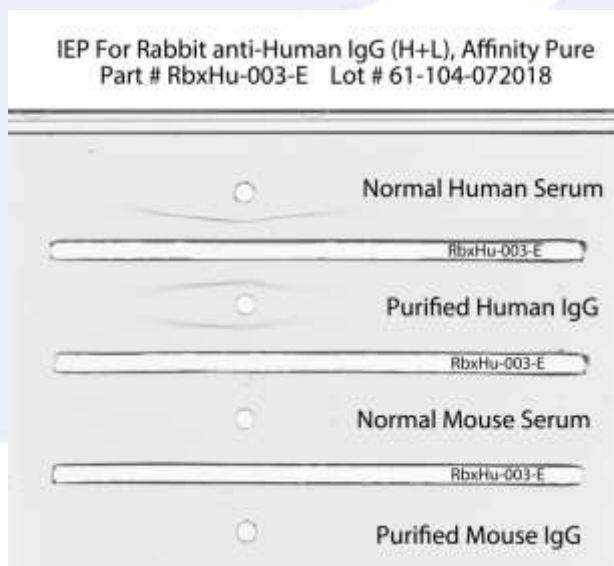 IEP For Rabbit anti-Human IgG (H+L), Affinity Pure
Part # RbxHu-003-E Lot # 61-104-072018
Normal Human Serum
RbxHu-003-E
Purified Human IgG
RbxHu-003-E
Normal Mouse Serum
RbxHu-003-E
Purified Mouse IgG